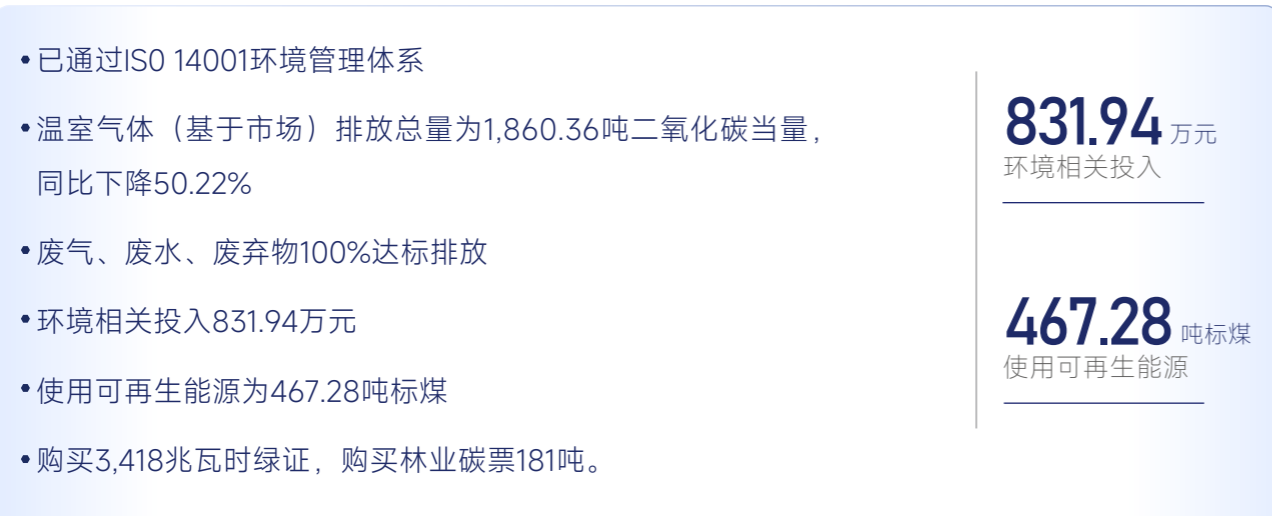 •已通过ISO 14001环境管理体系
•温室气体（基于市场）排放总量为1,860.36吨二氧化碳当量，
同比下降50.22%
•废气、废水、废弃物100%达标排放
•环境相关投入831.94万元
•使用可再生能源为467.28吨标煤
•购买3,418兆瓦时绿证，购买林业碳票181吨。
831.94 万元
环境相关投入
467.28 吨标煤
使用可再生能源